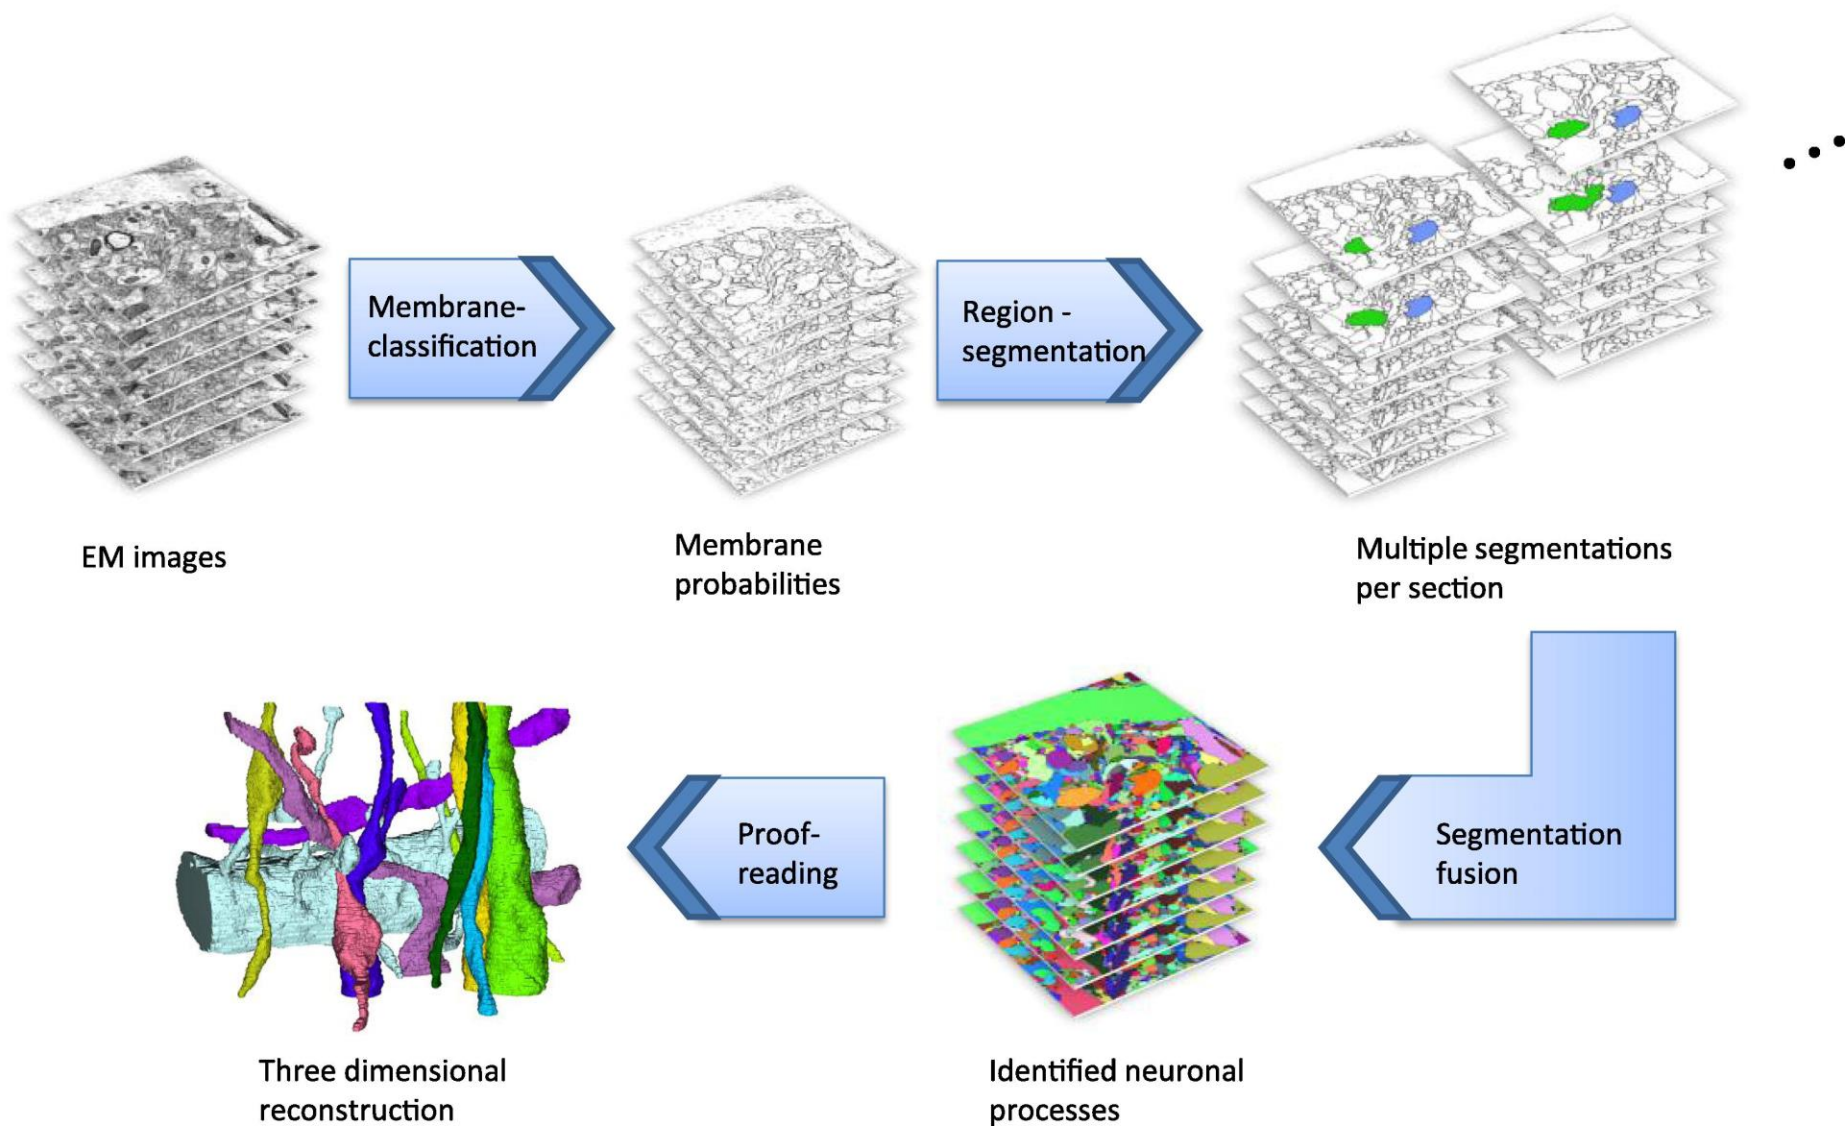 Membrane-
classification
Region -
segmentation
EM images
Membrane
probabilities
Multiple segmentations
per section
Proof-
reading
Segmentation
fusion
Three dimensional
reconstruction
Identified neuronal
processes